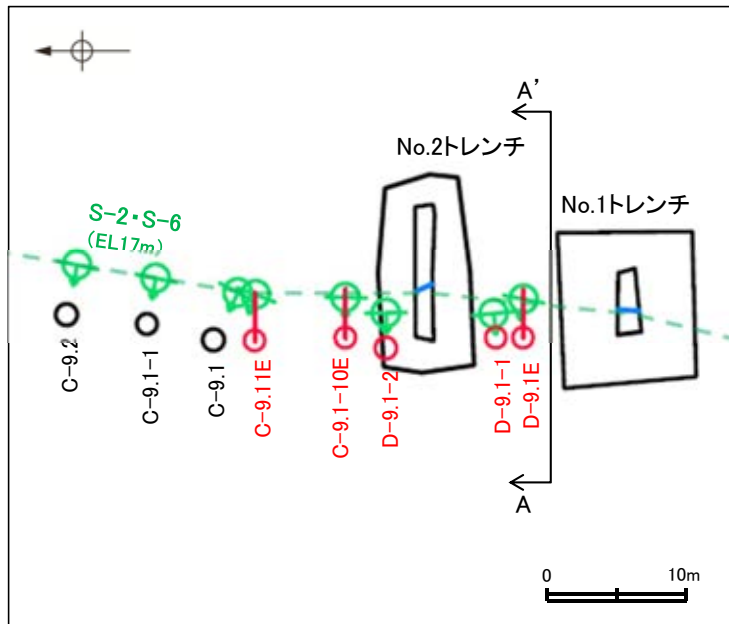 A’
No.2トレンチ
No.1トレンチ
S-2・S-6
(EL17m)
C-9.2
C-9.1-1
C-9.1
C-9.11E
C-9.1-10E
D-9.1-2
D-9.1-1
D-9.1E
A
0 10m